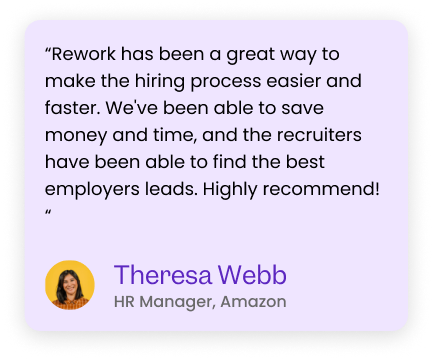 “Rework has been a great way to
make the hiring process easier and
faster. We've been able to save
money and time, and the recruiters
have been able to find the best
employers leads. Highly recommend!
“
Theresa Webb
HR Manager, Amazon